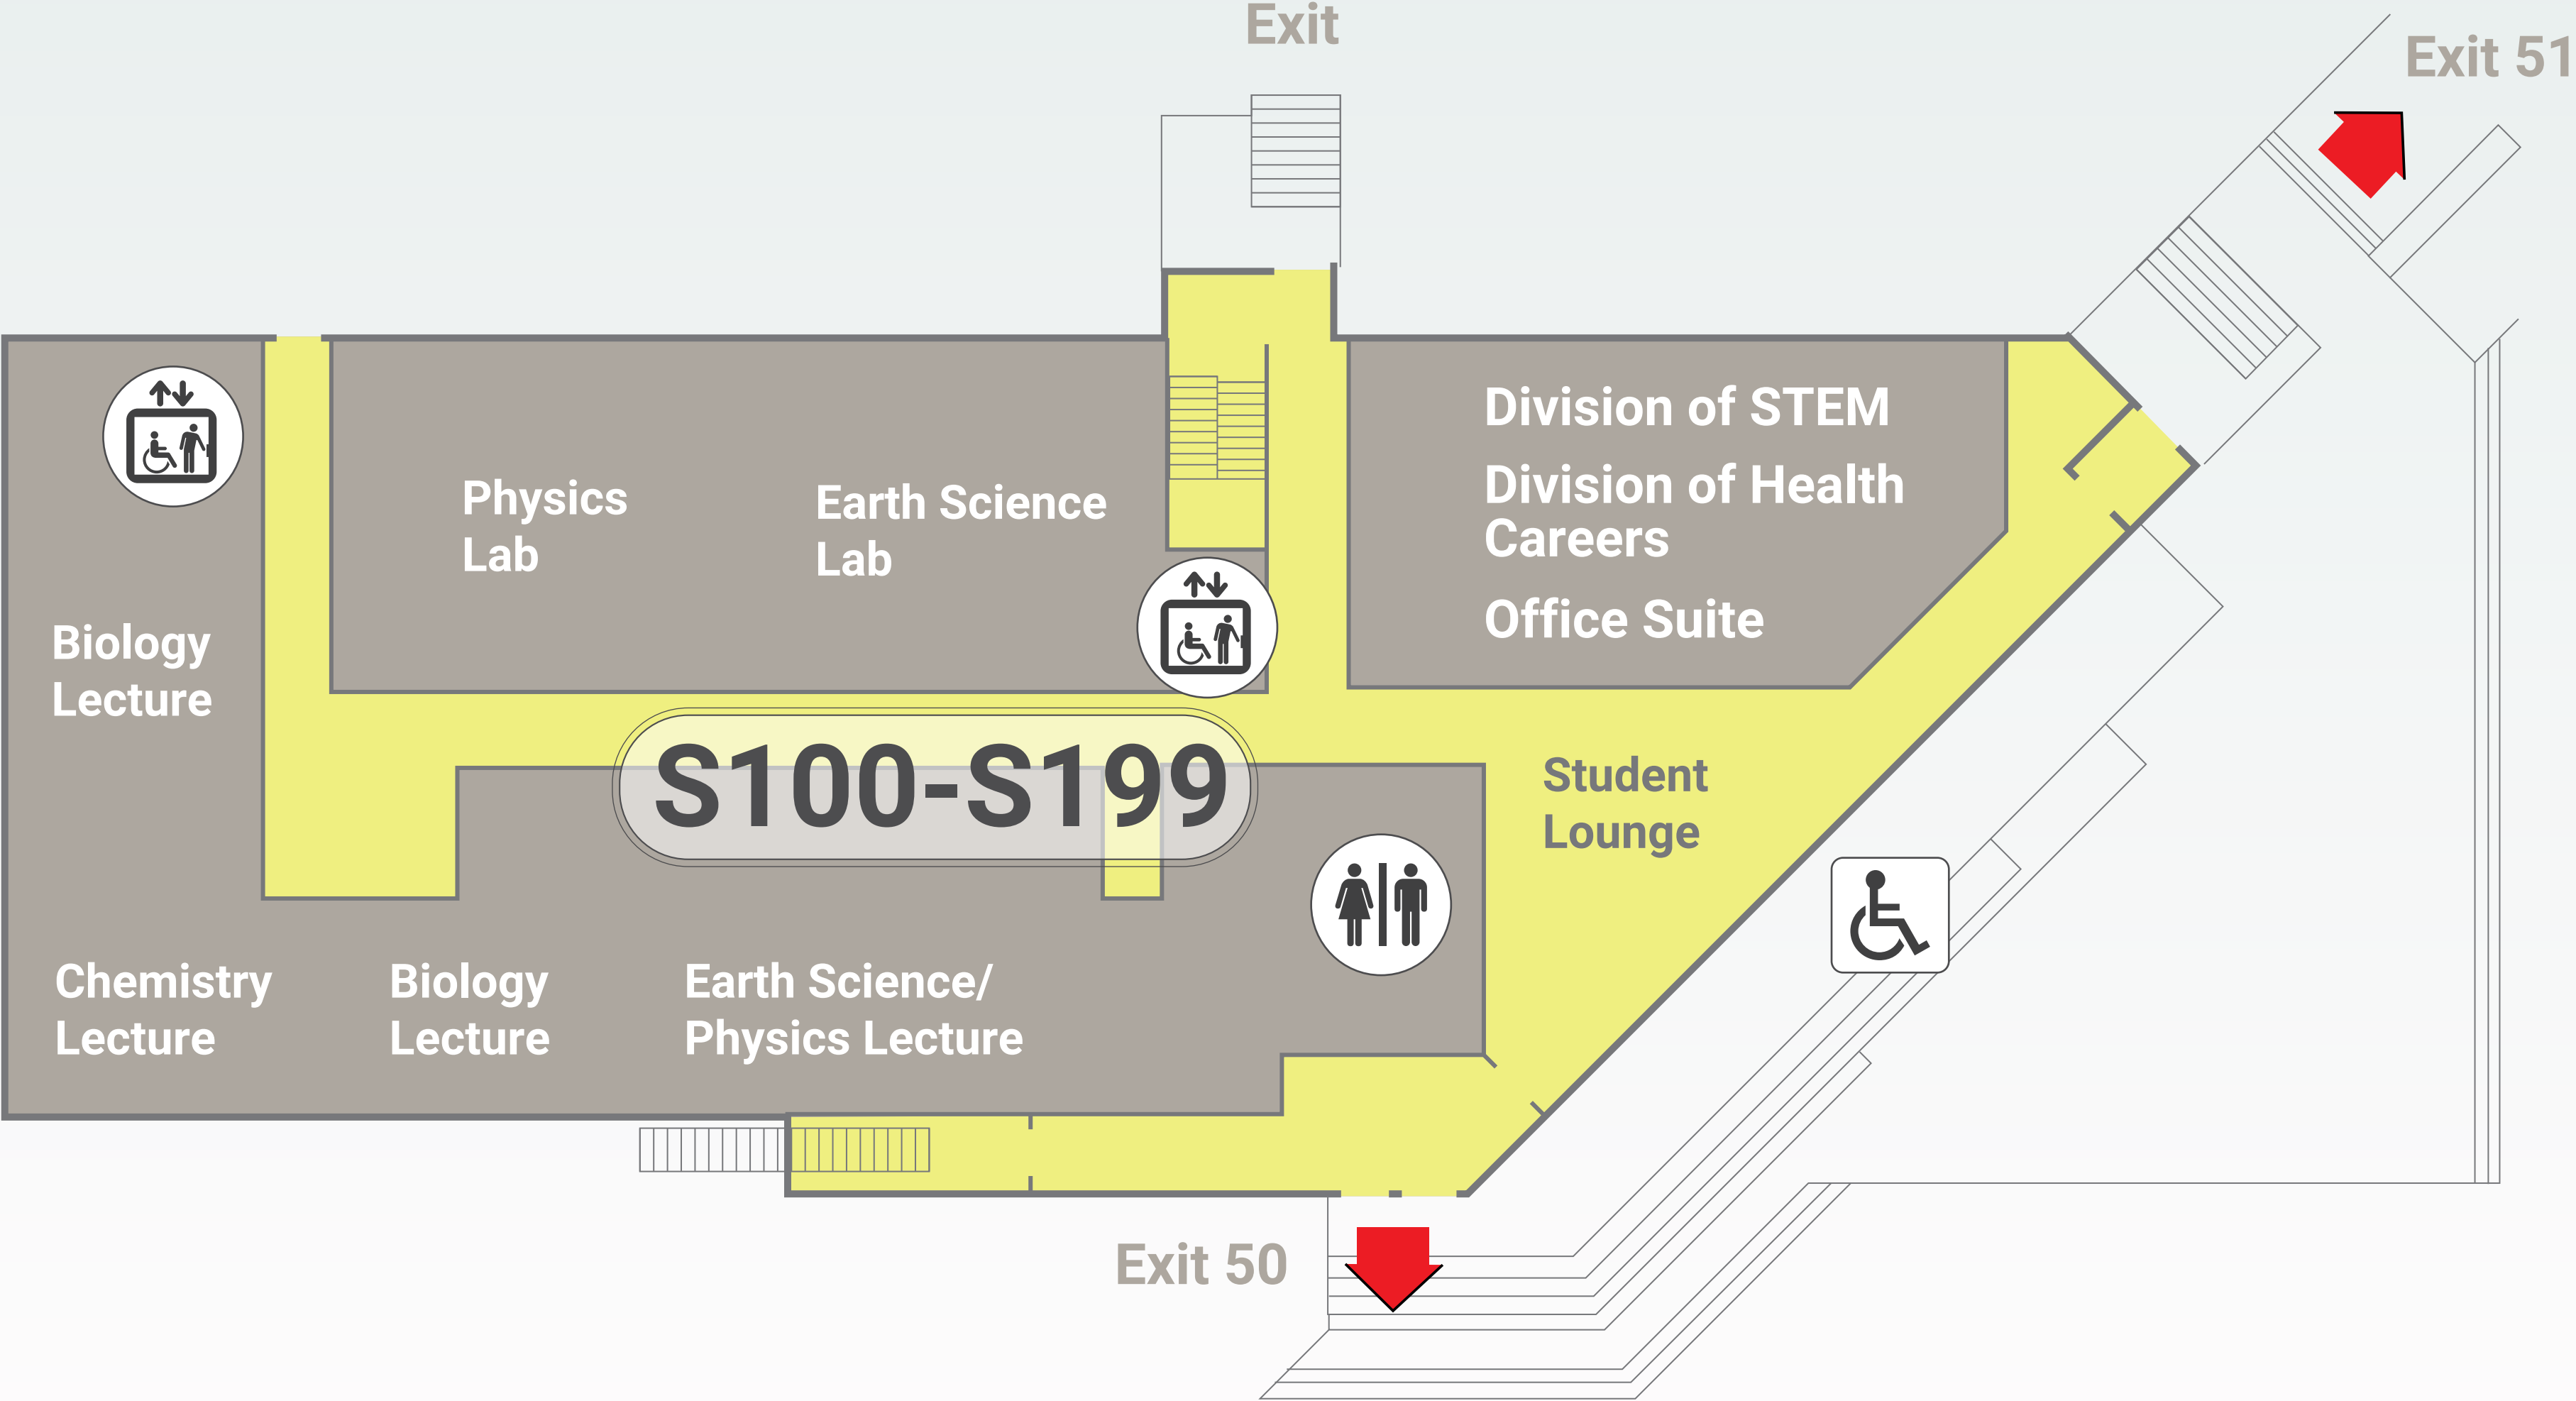 Exit
Exit 51
Division of STEM
Division of Health
Careers
Office Suite
Physics
Lab
Earth Science
Lab
Biology
Lecture
S100-S199
Student
Lounge
Chemistry
Lecture
Biology
Lecture
Earth Science/
Physics Lecture
Exit 50